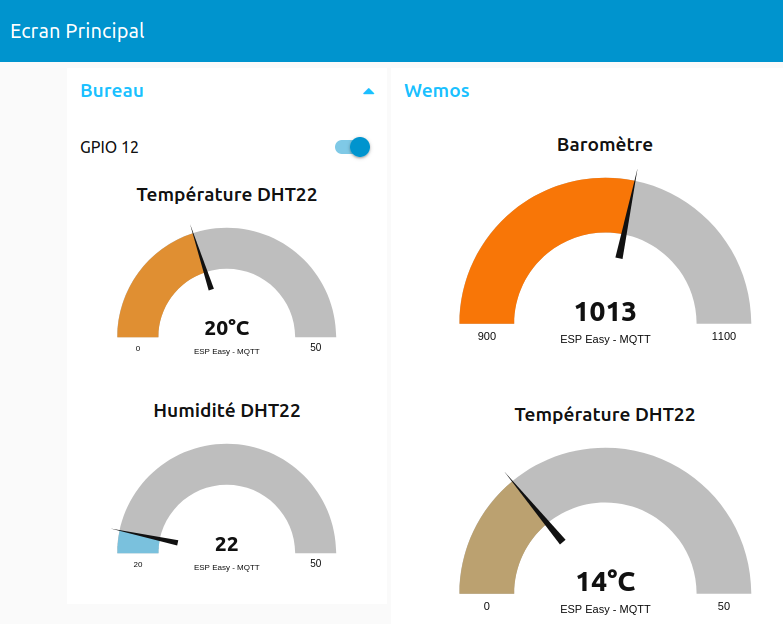 Ecran Principal
Bureau
GPIO 12
Température DHT22
20°C
0
ESP Easy - MQTT
50
Humidité DHT22
22
20
ESP Easy - MQTT
50
Wemos
Baromètre
1013
900
ESP Easy - MQTT
1100
Température DHT22
14°C
0
ESP Easy - MQTT
50